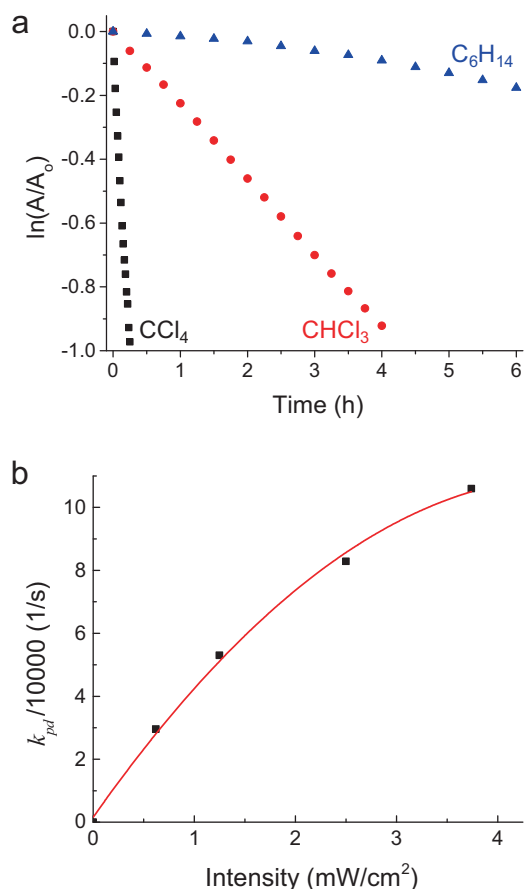 a
0.0
-0.2
-0.4
-0.6
-0.8
-1.0
ln(A/A₀)
C₆H₁₄
CCl₄
CHCl₃
0 1 2 3 4 5 6
Time (h)
b
10
8
6
4
2
0
k_pd/10000 (1/s)
0 1 2 3 4
Intensity (mW/cm²)